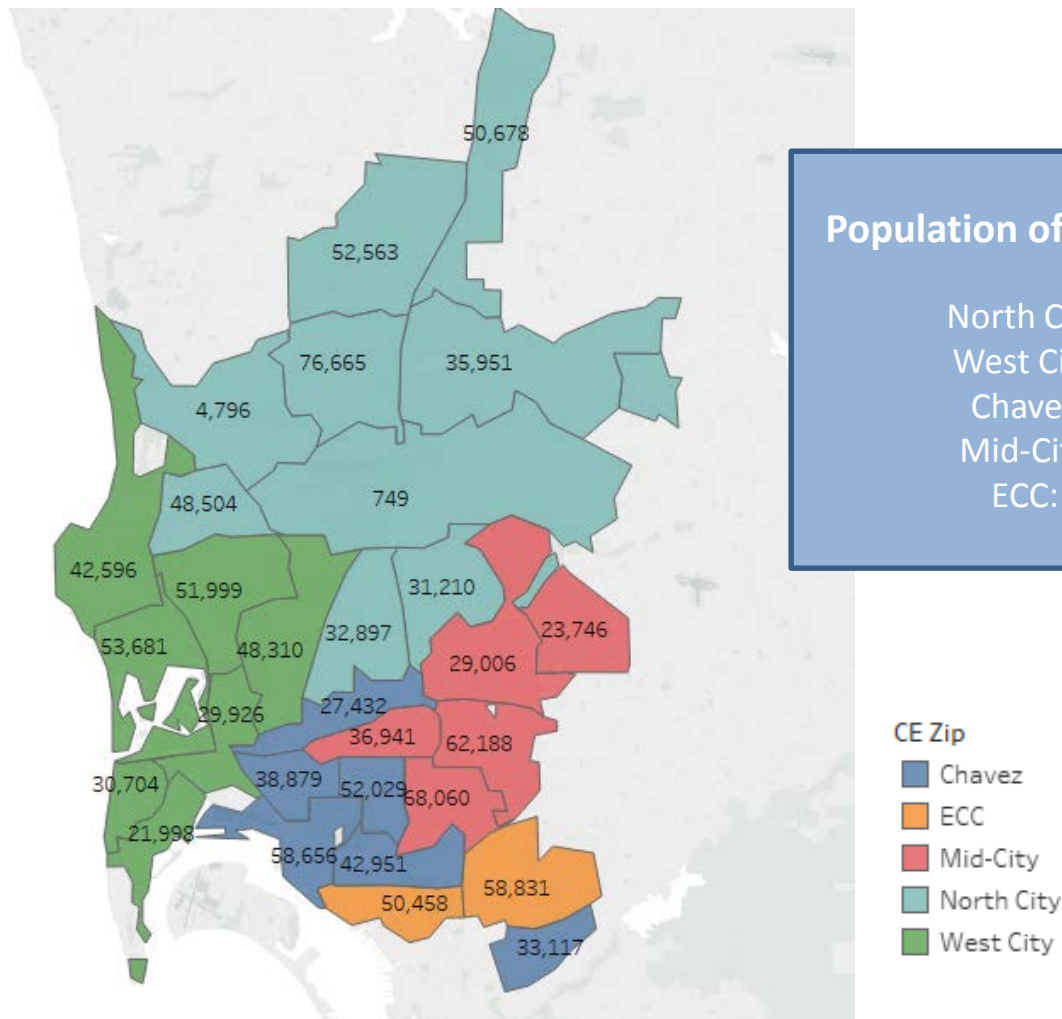 50,678
52,563
76,665
35,951
4,796
48,504
749
42,596
51,999
31,210
53,681
48,310
32,897
23,746
29,006
29,926
27,432
36,941
62,188
30,704
38,879
52,029
68,060
21,998
58,656
42,951
50,458
58,831
33,117
Population of
North C
West Ci
Chave
Mid-Ci
ECC:
CE Zip
Chavez
ECC
Mid-City
North City
West City